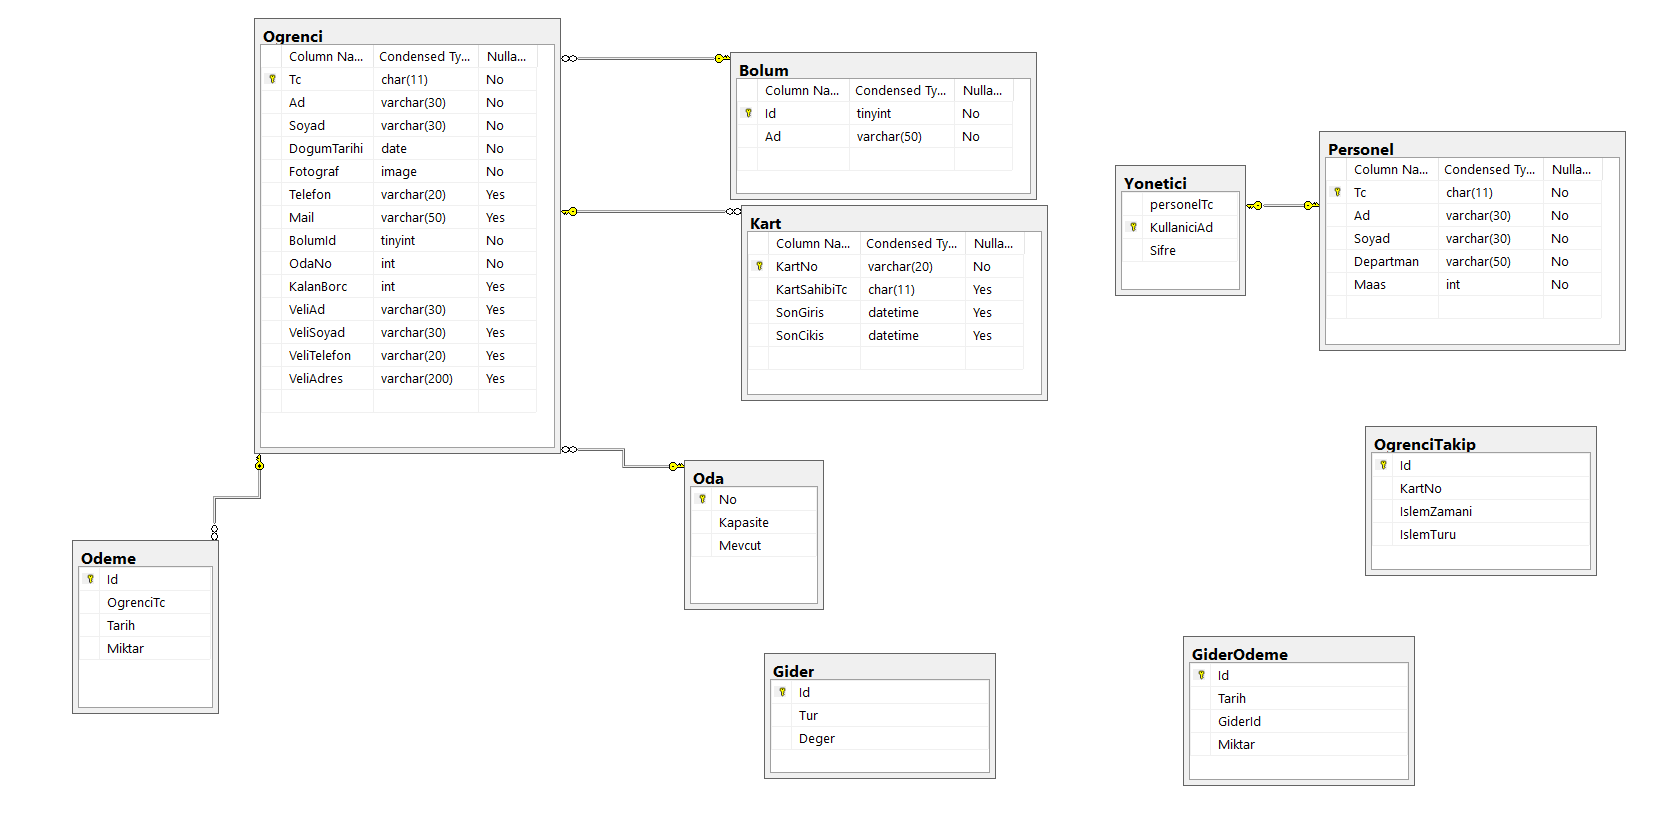 Ogrenci
Column Na... Condensed Ty... Nulla...
Tc char(11) No
Ad varchar(30) No
Soyad varchar(30) No
DogumTarihi date No
Fotograf image No
Telefon varchar(20) Yes
Mail varchar(50) Yes
BolumId tinyint No
OdaNo int No
KalanBorc int Yes
VeliAd varchar(30) Yes
VeliSoyad varchar(30) Yes
VeliTelefon varchar(20) Yes
VeliAdres varchar(200) Yes
Bolum
Column Na... Condensed Ty... Nulla...
Id tinyint No
Ad varchar(50) No
Kart
Column Na... Condensed Ty... Nulla...
KartNo varchar(20) No
KartSahibiTc char(11) Yes
SonGiris datetime Yes
SonCikis datetime Yes
Yonetici
personelTc
KullaniciAd
Sifre
Personel
Column Na... Condensed Ty... Nulla...
Tc char(11) No
Ad varchar(30) No
Soyad varchar(30) No
Departman varchar(50) No
Maas int No
OgrenciTakip
Id
KartNo
IslemZamani
IslemTuru
Oda
No
Kapasite
Mevcut
Odeme
Id
OgrenciTc
Tarih
Miktar
Gider
Id
Tur
Deger
GiderOdeme
Id
Tarih
GiderId
Miktar